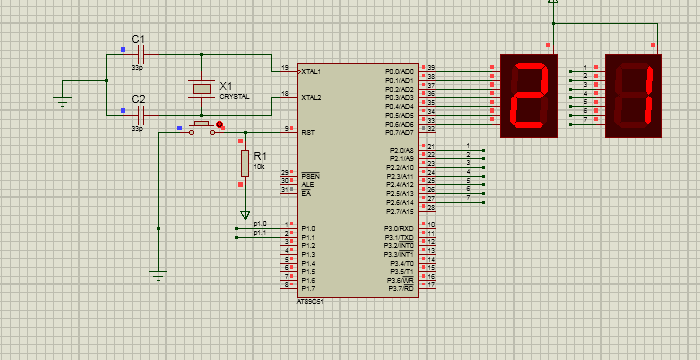 C1
33p
C2
33p
X1
CRYSTAL
R1
10k
19 XTAL1
18 XTAL2
9 RST
29 PSEN
30 ALE
31 EA
p1.0 1 P1.0
p1.1 2 P1.1
3 P1.2
4 P1.3
5 P1.4
6 P1.5
7 P1.6
8 P1.7
P0.0/AD0 39
P0.1/AD1 38
P0.2/AD2 37
P0.3/AD3 36
P0.4/AD4 35
P0.5/AD5 34
P0.6/AD6 33
P0.7/AD7 32
P2.0/A8 21 1
P2.1/A9 22 2
P2.2/A10 23 3
P2.3/A11 24 4
P2.4/A12 25 5
P2.5/A13 26 6
P2.6/A14 27 7
P2.7/A15 28
P3.0/RXD 10
P3.1/TXD 11
P3.2/INT0 12
P3.3/INT1 13
P3.4/T0 14
P3.5/T1 15
P3.6/WR 16
P3.7/RD 17
AT89C51
2
1
2
3
4
5
6
7
1